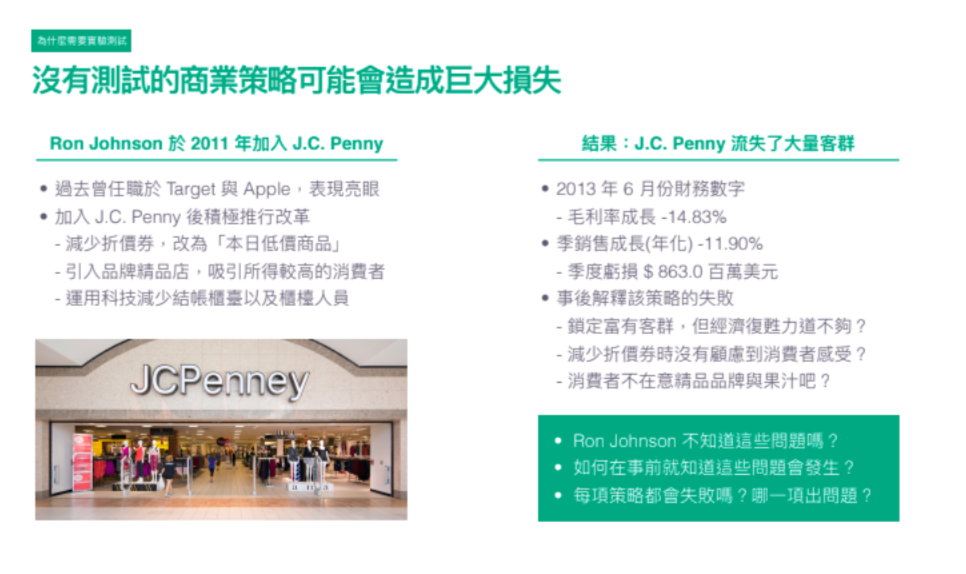 為什麼需要實驗測試
沒有測試的商業策略可能會造成巨大損失
Ron Johnson 於 2011 年加入 J.C. Penny
• 過去曾任職於 Target 與 Apple，表現亮眼
• 加入 J.C. Penny 後積極推行改革
- 減少折價券，改為「本日低價商品」
- 引入品牌精品店，吸引所得較高的消費者
- 運用科技減少結帳櫃臺以及櫃檯人員
JCPenney
結果：J.C. Penny 流失了大量客群
• 2013 年 6 月份財務數字
- 毛利率成長 -14.83%
• 季銷售成長(年化) -11.90%
- 季度虧損 $ 863.0 百萬美元
• 事後解釋該策略的失敗
- 鎖定富有客群，但經濟復甦力道不夠？
- 減少折價券時沒有顧慮到消費者感受？
- 消費者不在意精品品牌與果汁吧？
• Ron Johnson 不知道這些問題嗎？
• 如何在事前就知道這些問題會發生？
• 每項策略都會失敗嗎？哪一項出問題？